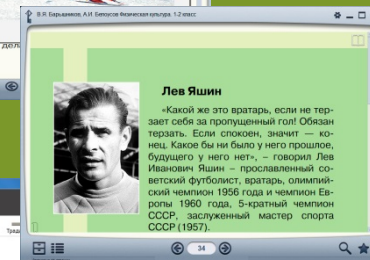 В.Я. Барышников, А.И. Белоусов Физическая культура. 1-2 класс
дел
Лев Яшин
«Какой же это вратарь, если не тер-
зает себя за пропущенный гол! Обязан
терзать. Если спокоен, значит — ко-
нец. Какое бы ни было у него прошлое,
будущего у него нет», – говорил Лев
Иванович Яшин – прославленный со-
ветский футболист, вратарь, олимпий-
ский чемпион 1956 года и чемпион Ев-
ропы 1960 года, 5-кратный чемпион
СССР, заслуженный мастер спорта
СССР (1957).
34